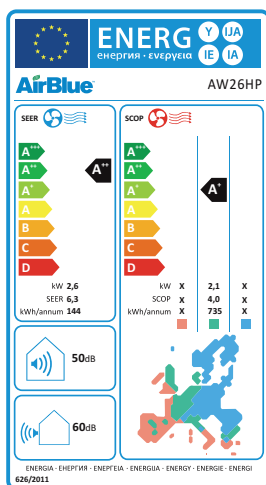 ENERG
енергия · ενεργεια
Y IJA
IE IA
AirBlue
AW26HP
SEER
SCOP
A+++
A++
A+
A
B
C
D
A++
A+++
A++
A+
A
B
C
D
A+
kW 2,6
SEER 6,3
kWh/annum 144
kW X 2,1 X
SCOP X 4,0 X
kWh/annum X 735 X
50dB
60dB
ENERGIA · ЕНЕРГИЯ · ΕΝΕΡΓΕΙΑ · ENERGIJA · ENERGY · ENERGIE · ENERGI
626/2011